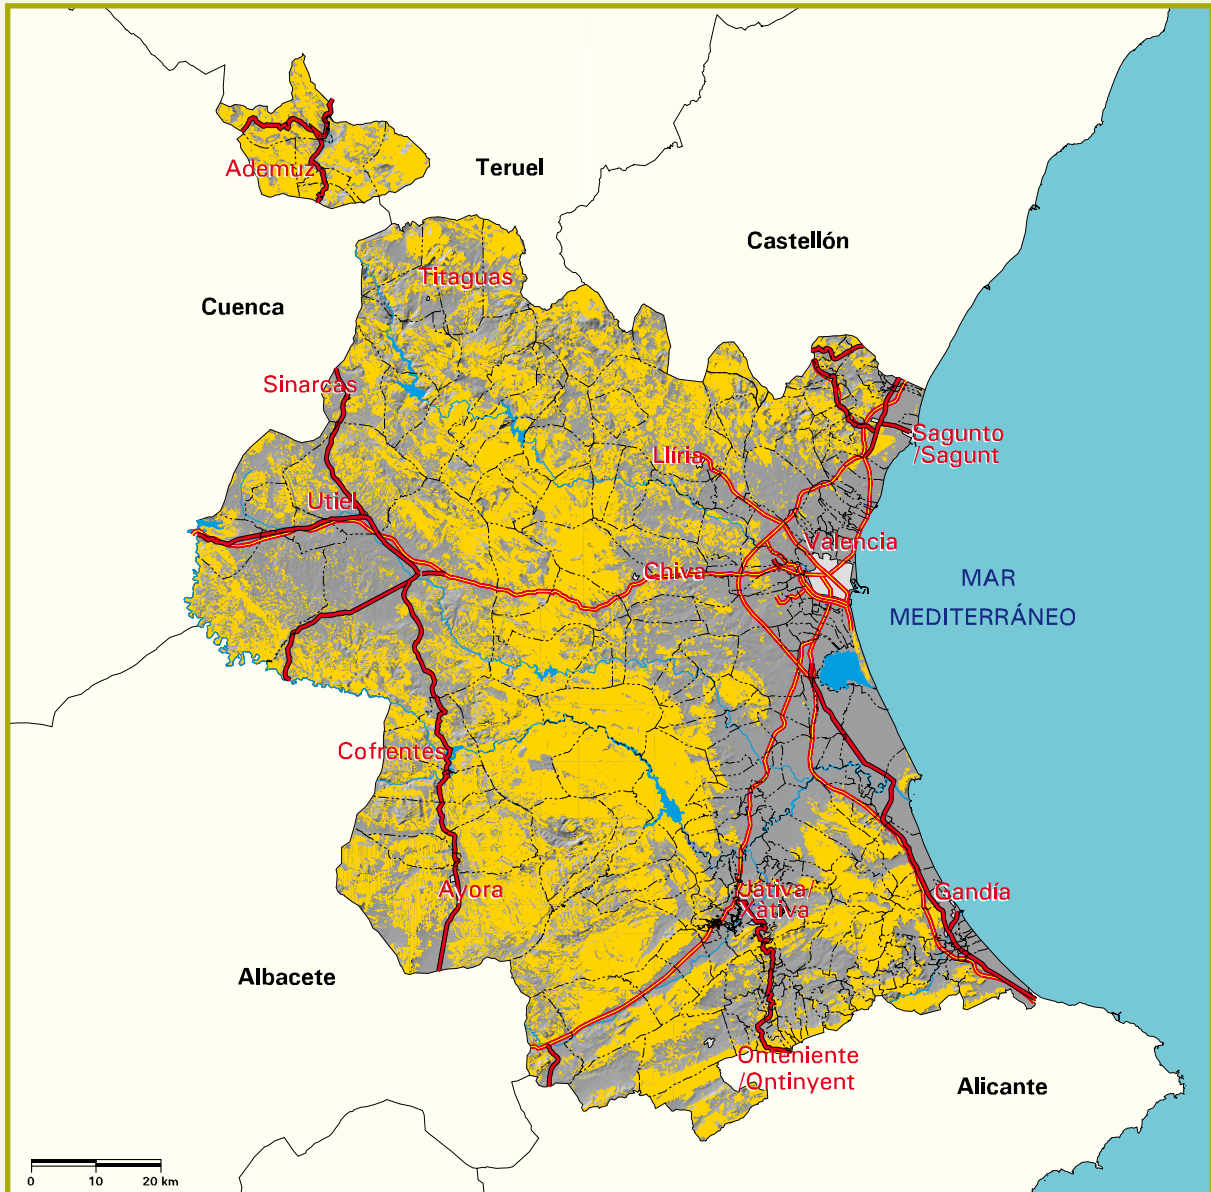 Ademuz
Teruel
Castellón
Titaguas
Cuenca
Sinarcas
Sagunto
/Sagunt
Llíria
Utiel
Valencia
Chiva
MAR
MEDITERRÁNEO
Cofrentes
Ayora
Játiva/
Xàtiva
Gandía
Albacete
Onteniente
/Ontinyent
Alicante
0 10 20 km